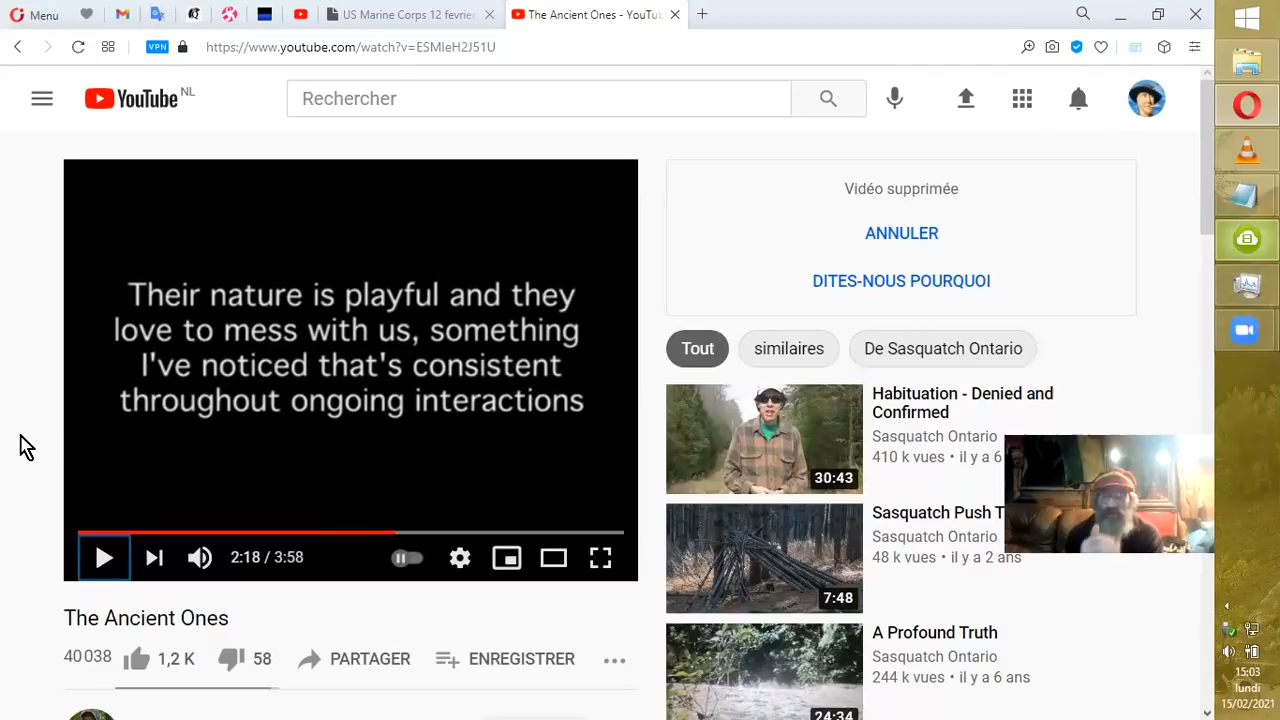 Menu
US Marine Corps 12 fevrier
The Ancient Ones - YouTu
VPN
https://www.youtube.com/watch?v=ESMIeH2J51U
YouTube NL
Rechercher
Their nature is playful and they
love to mess with us, something
I've noticed that's consistent
throughout ongoing interactions
2:18 / 3:58
The Ancient Ones
40 038
1,2 K
58
PARTAGER
ENREGISTRER
Vidéo supprimée
ANNULER
DITES-NOUS POURQUOI
Tout
similaires
De Sasquatch Ontario
Habituation - Denied and
Confirmed
Sasquatch Ontario
410 k vues • il y a 6
30:43
Sasquatch Push T
Sasquatch Ontario
48 k vues • il y a 2 ans
7:48
A Profound Truth
Sasquatch Ontario
244 k vues • il y a 6 ans
24:34
15:03
lundi
15/02/2021